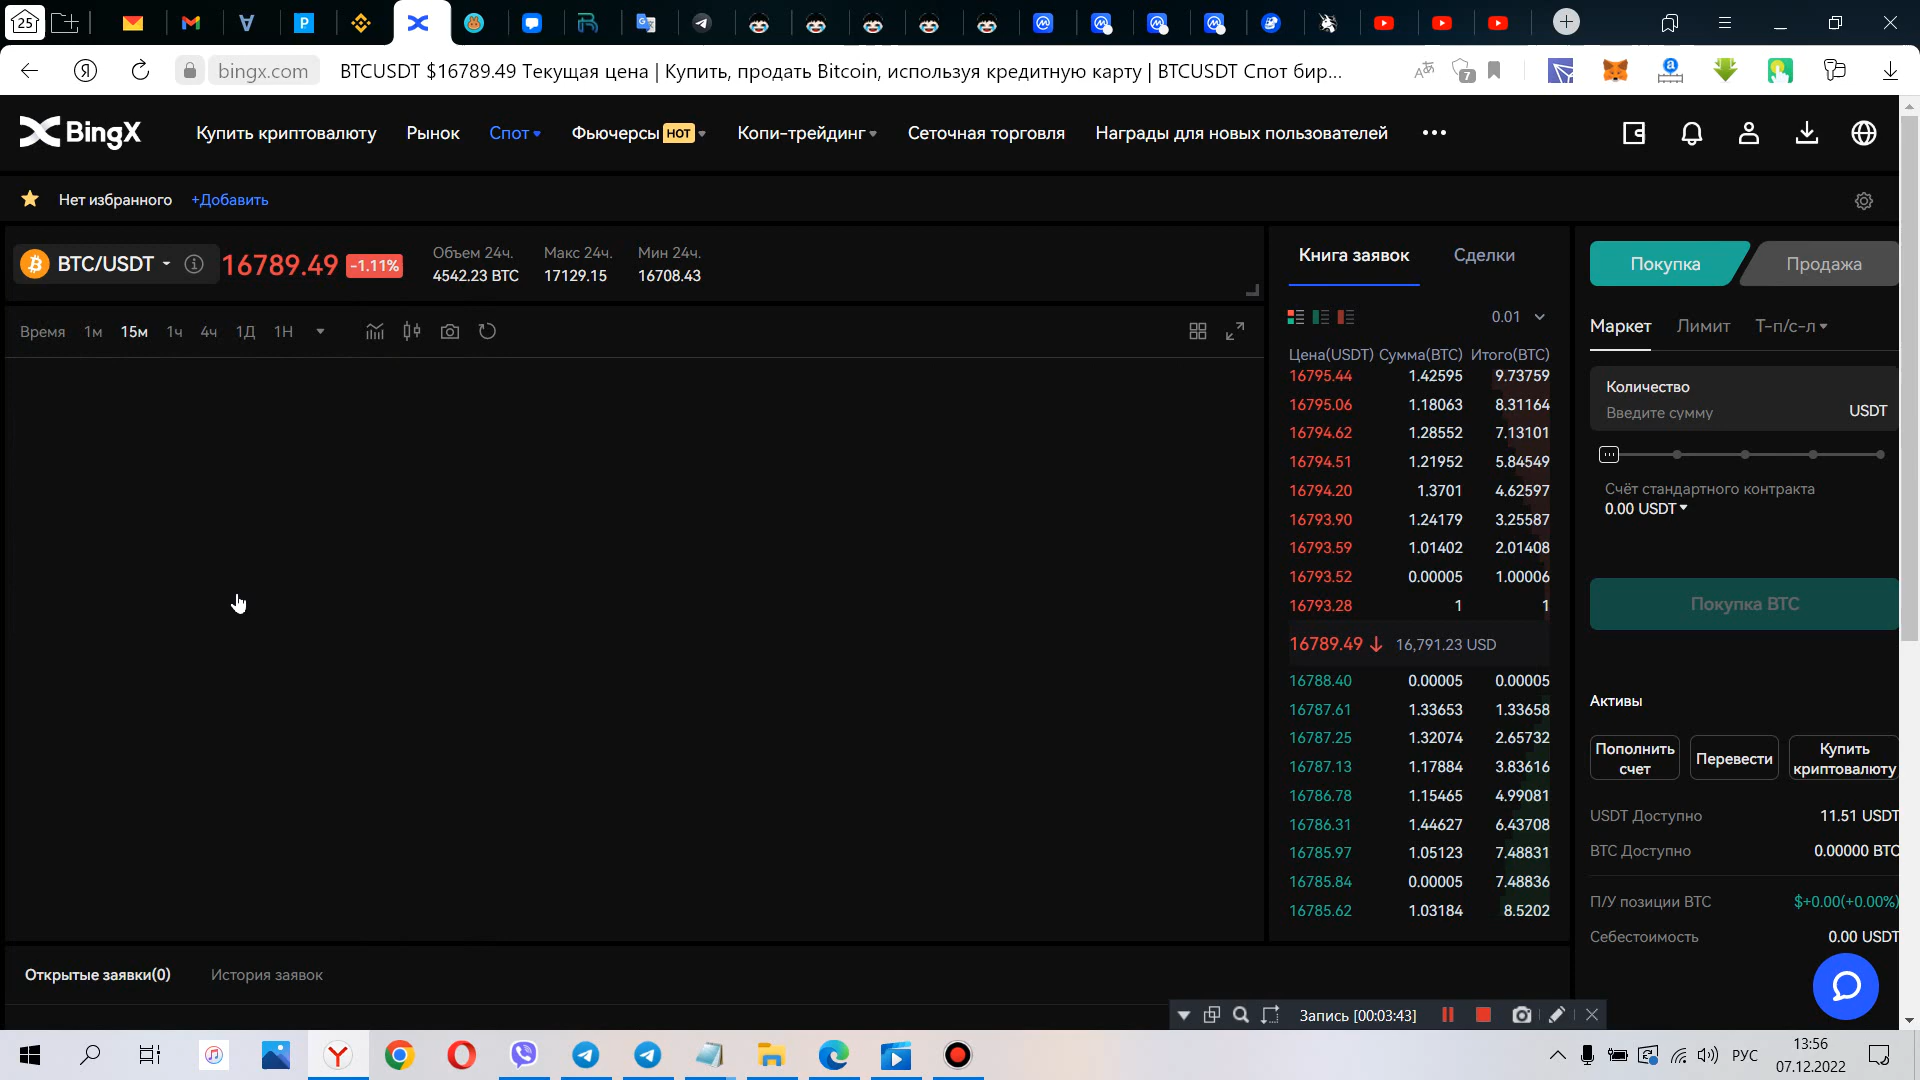 25
bingx.com
BTCUSDT $16789.49 Текущая цена | Купить, продать Bitcoin, используя кредитную карту | BTCUSDT Спот бир...
7
BingX
Купить криптовалюту
Рынок
Спот
Фьючерсы HOT
Копи-трейдинг
Сеточная торговля
Награды для новых пользователей
Нет избранного
+Добавить
BTC/USDT
16789.49
-1.11%
Объем 24ч.
4542.23 BTC
Макс 24ч.
17129.15
Мин 24ч.
16708.43
Время 1м 15м 1ч 4ч 1Д 1Н
Книга заявок
Сделки
0.01
Цена(USDT) Сумма(BTC) Итого(BTC)
16795.44 1.42595 9.73759
16795.06 1.18063 8.31164
16794.62 1.28552 7.13101
16794.51 1.21952 5.84549
16794.20 1.3701 4.62597
16793.90 1.24179 3.25587
16793.59 1.01402 2.01408
16793.52 0.00005 1.00006
16793.28 1 1
16789.49 16,791.23 USD
16788.40 0.00005 0.00005
16787.61 1.33653 1.33658
16787.25 1.32074 2.65732
16787.13 1.17884 3.83616
16786.78 1.15465 4.99081
16786.31 1.44627 6.43708
16785.97 1.05123 7.48831
16785.84 0.00005 7.48836
16785.62 1.03184 8.5202
Покупка
Продажа
Маркет
Лимит
Т-п/с-л
Количество
Введите сумму
USDT
Счёт стандартного контракта
0.00 USDT
Покупка BTC
Активы
Пополнить
счет
Перевести
Купить
криптовалюту
USDT Доступно 11.51 USDT
BTC Доступно 0.00000 BTC
П/У позиции BTC $+0.00(+0.00%)
Себестоимость 0.00 USDT
Открытые заявки(0)
История заявок
Запись [00:03:43]
РУС
13:56
07.12.2022